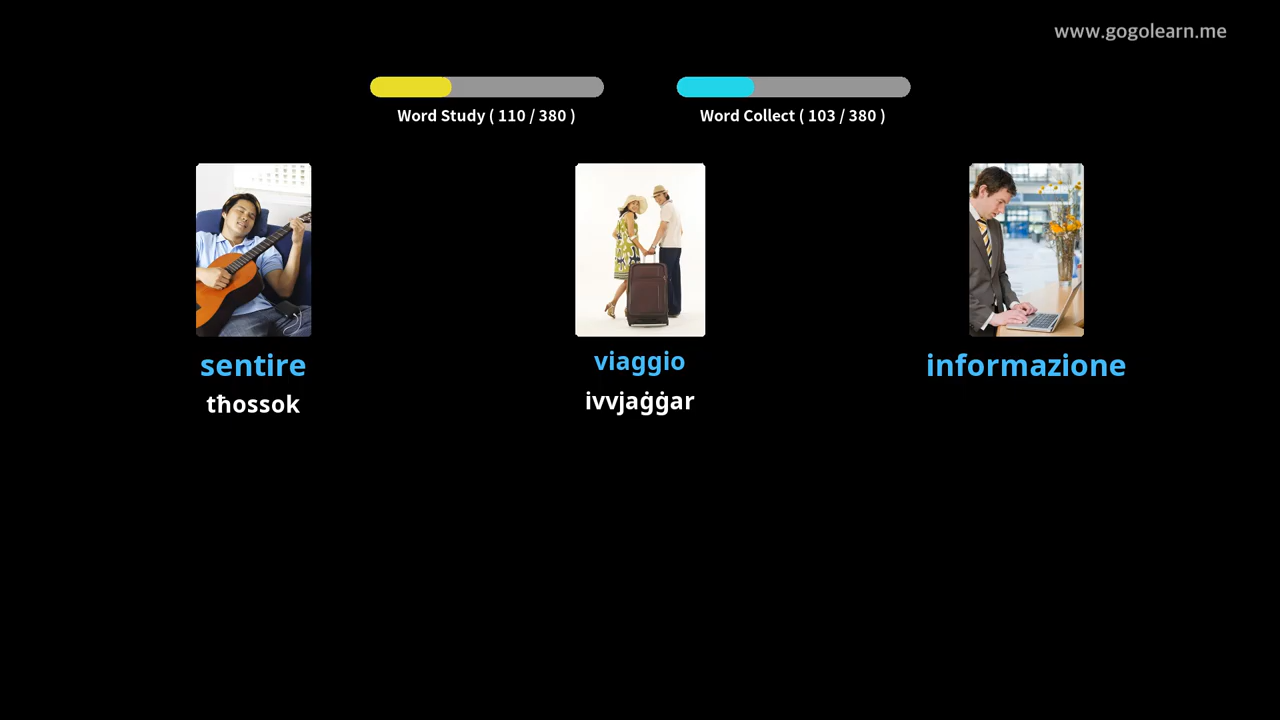 www.gogolearn.me
Word Study ( 110 / 380 )
Word Collect ( 103 / 380 )
sentire
tħossok
viaggio
ivvjaġġar
informazione